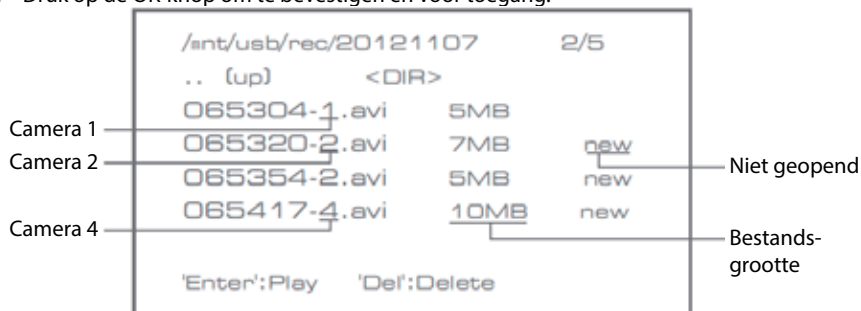 Druk op de OK-knop om te bevestigen en voor toegang.
/mnt/usb/rec/20121107 2/5
.. (up) <DIR>
065304-1.avi 5MB
Camera 1
065320-2.avi 7MB new
Camera 2
Niet geopend
065354-2.avi 5MB new
065417-4.avi 10MB new
Camera 4
Bestands-
grootte
'Enter':Play 'Del':Delete